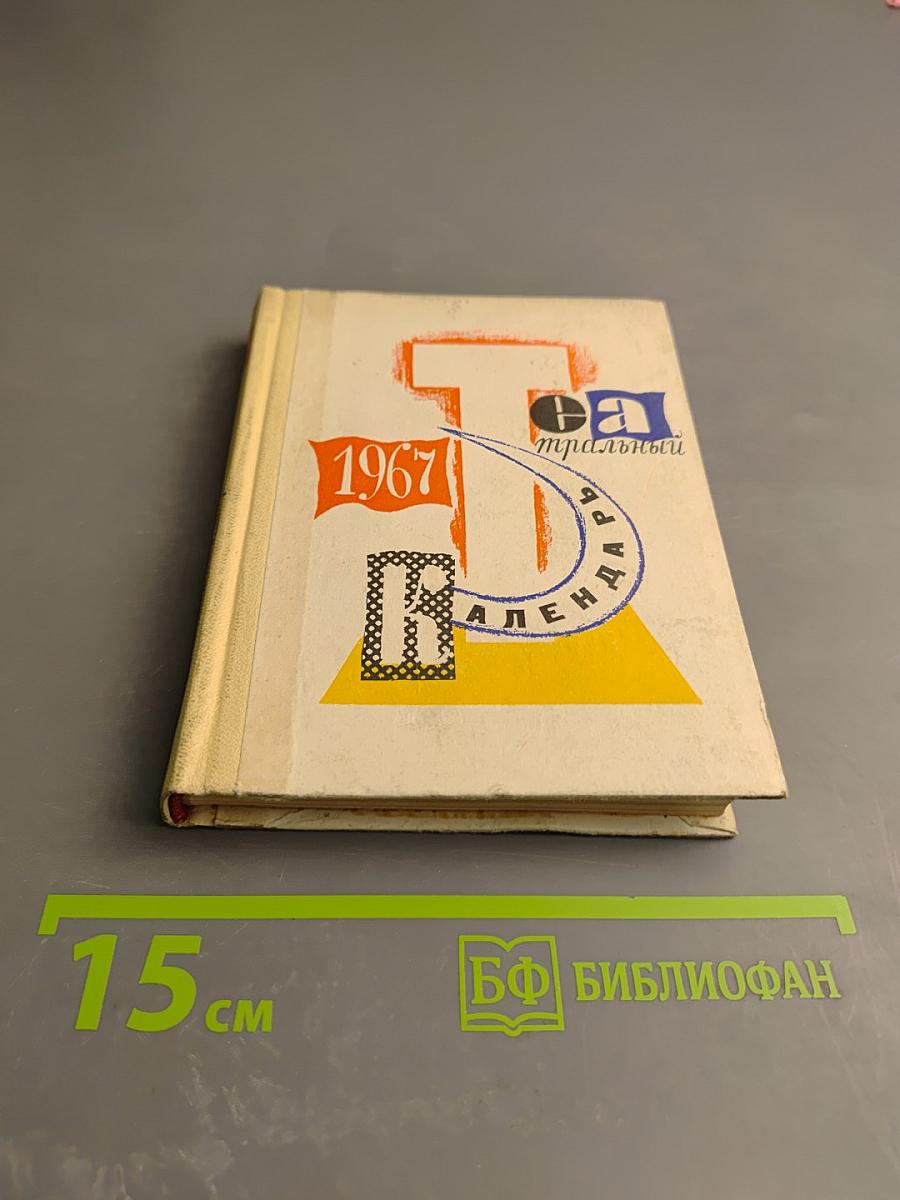 Театральный
1967
КАЛЕНДАРЬ
15 см
БФ БИБЛИОФАН